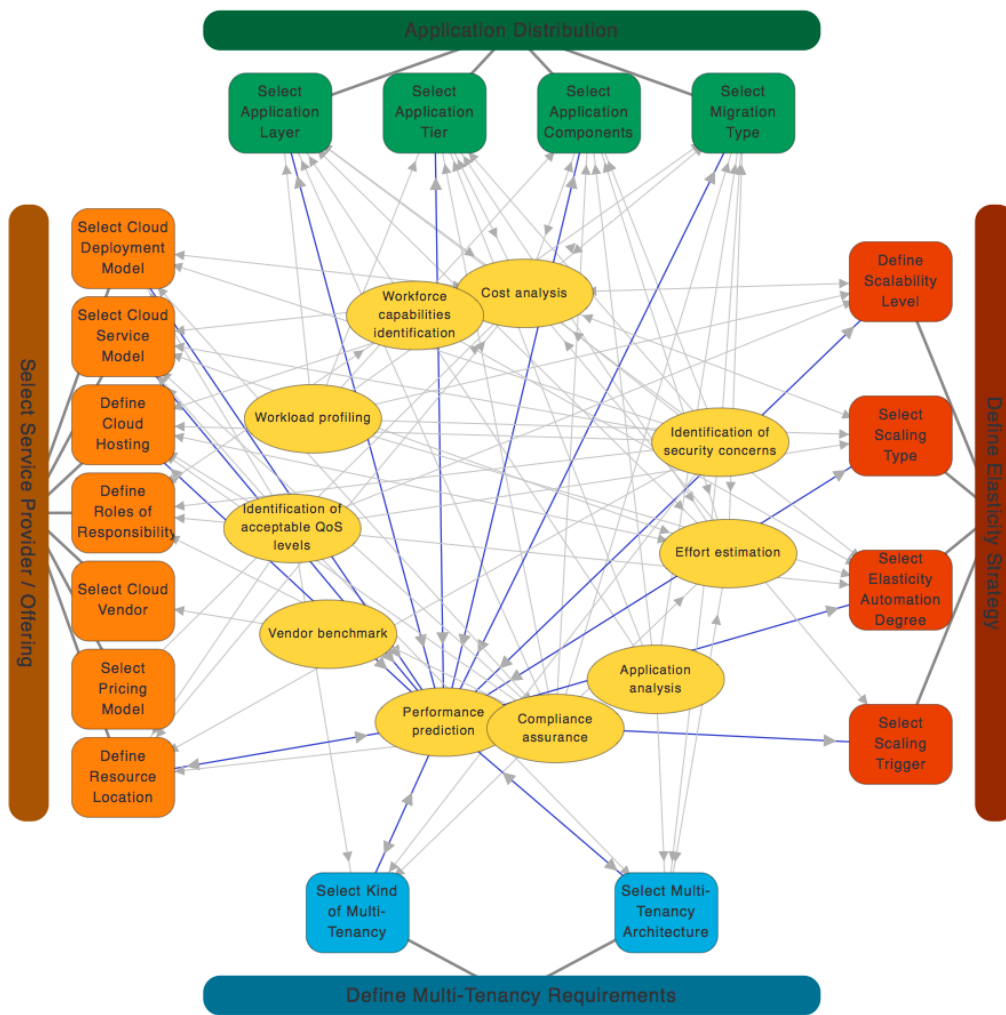 Application Distribution
Select
Application
Layer
Select
Application
Tier
Select
Application
Components
Select
Migration
Type
Select Service Provider / Offering
Select Cloud
Deployment
Model
Select Cloud
Service
Model
Define
Cloud
Hosting
Define
Roles of
Responsibility
Select Cloud
Vendor
Select
Pricing
Model
Define
Resource
Location
Cost analysis
Workforce
capabilities
identification
Workload profiling
Identification of
security concerns
Identification of
acceptable QoS
levels
Effort estimation
Vendor benchmark
Application
analysis
Performance
prediction
Compliance
assurance
Define
Scalability
Level
Select
Scaling
Type
Select
Elasticity
Automation
Degree
Select
Scaling
Trigger
Define Elasticity Strategy
Select Kind
of Multi-
Tenancy
Select Multi-
Tenancy
Architecture
Define Multi-Tenancy Requirements